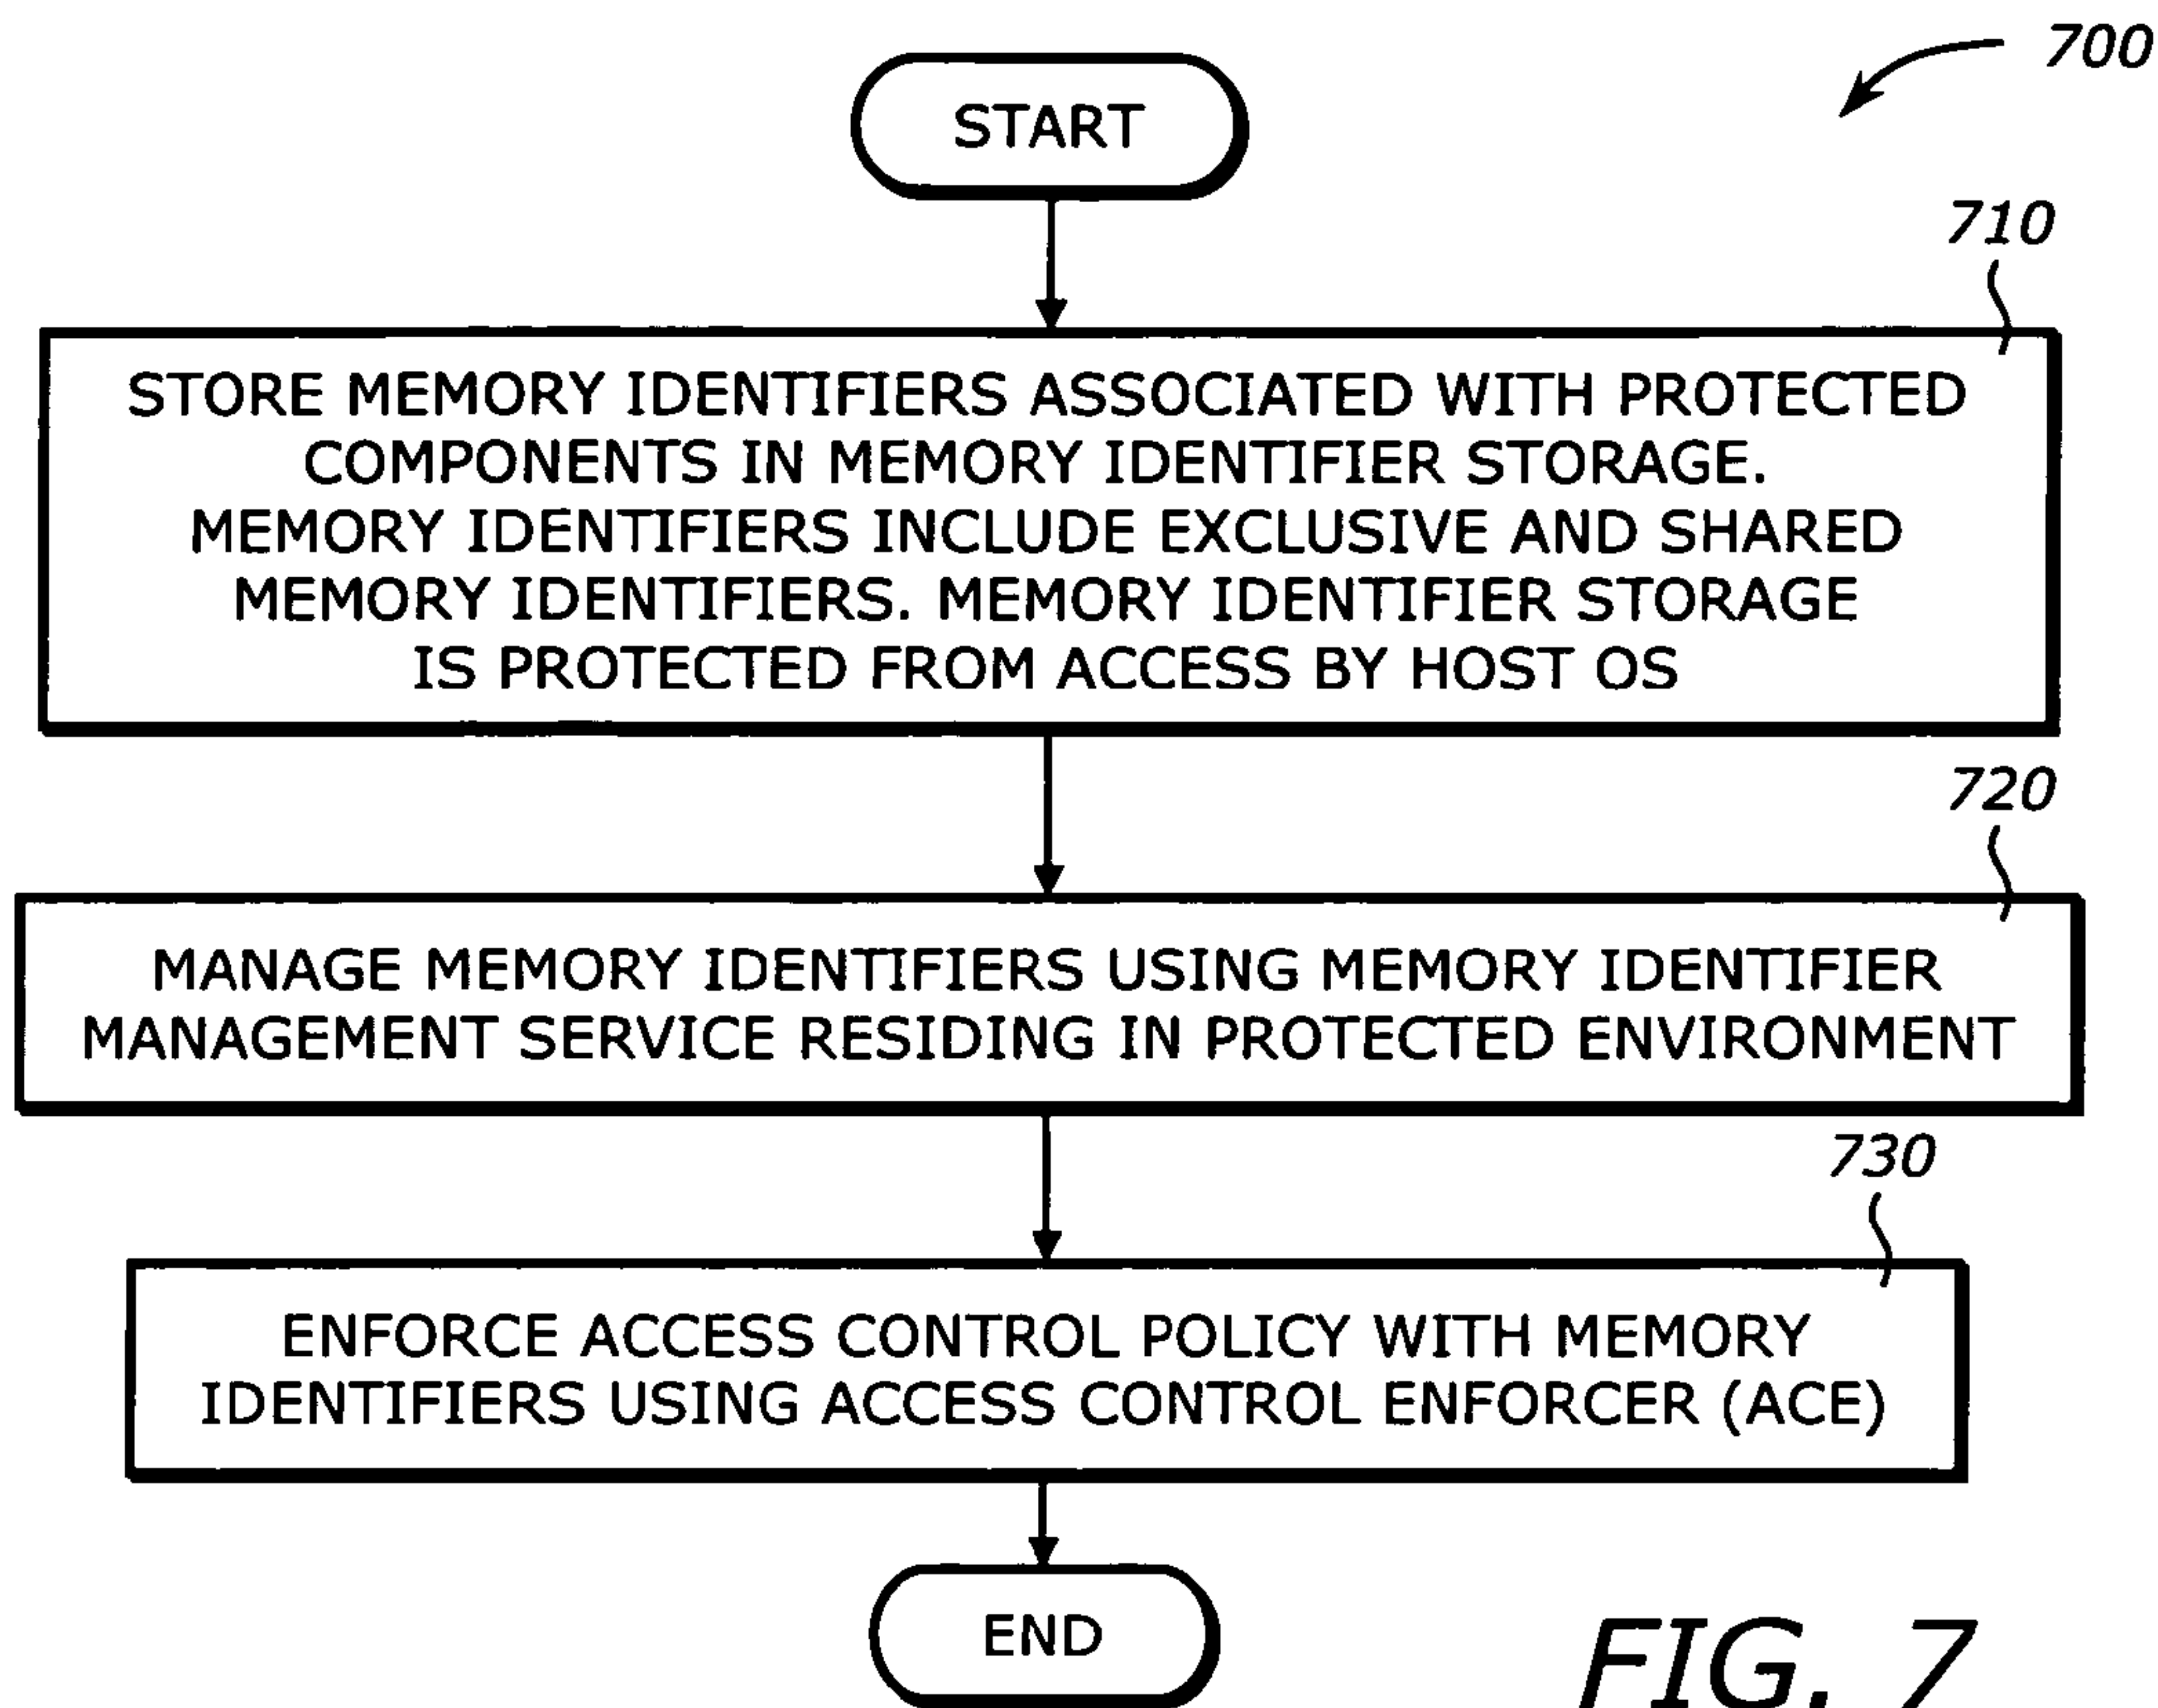 700
START
710
STORE MEMORY IDENTIFIERS ASSOCIATED WITH PROTECTED
COMPONENTS IN MEMORY IDENTIFIER STORAGE.
MEMORY IDENTIFIERS INCLUDE EXCLUSIVE AND SHARED
MEMORY IDENTIFIERS. MEMORY IDENTIFIER STORAGE
IS PROTECTED FROM ACCESS BY HOST OS
720
MANAGE MEMORY IDENTIFIERS USING MEMORY IDENTIFIER
MANAGEMENT SERVICE RESIDING IN PROTECTED ENVIRONMENT
730
ENFORCE ACCESS CONTROL POLICY WITH MEMORY
IDENTIFIERS USING ACCESS CONTROL ENFORCER (ACE)
END
FIG. 7